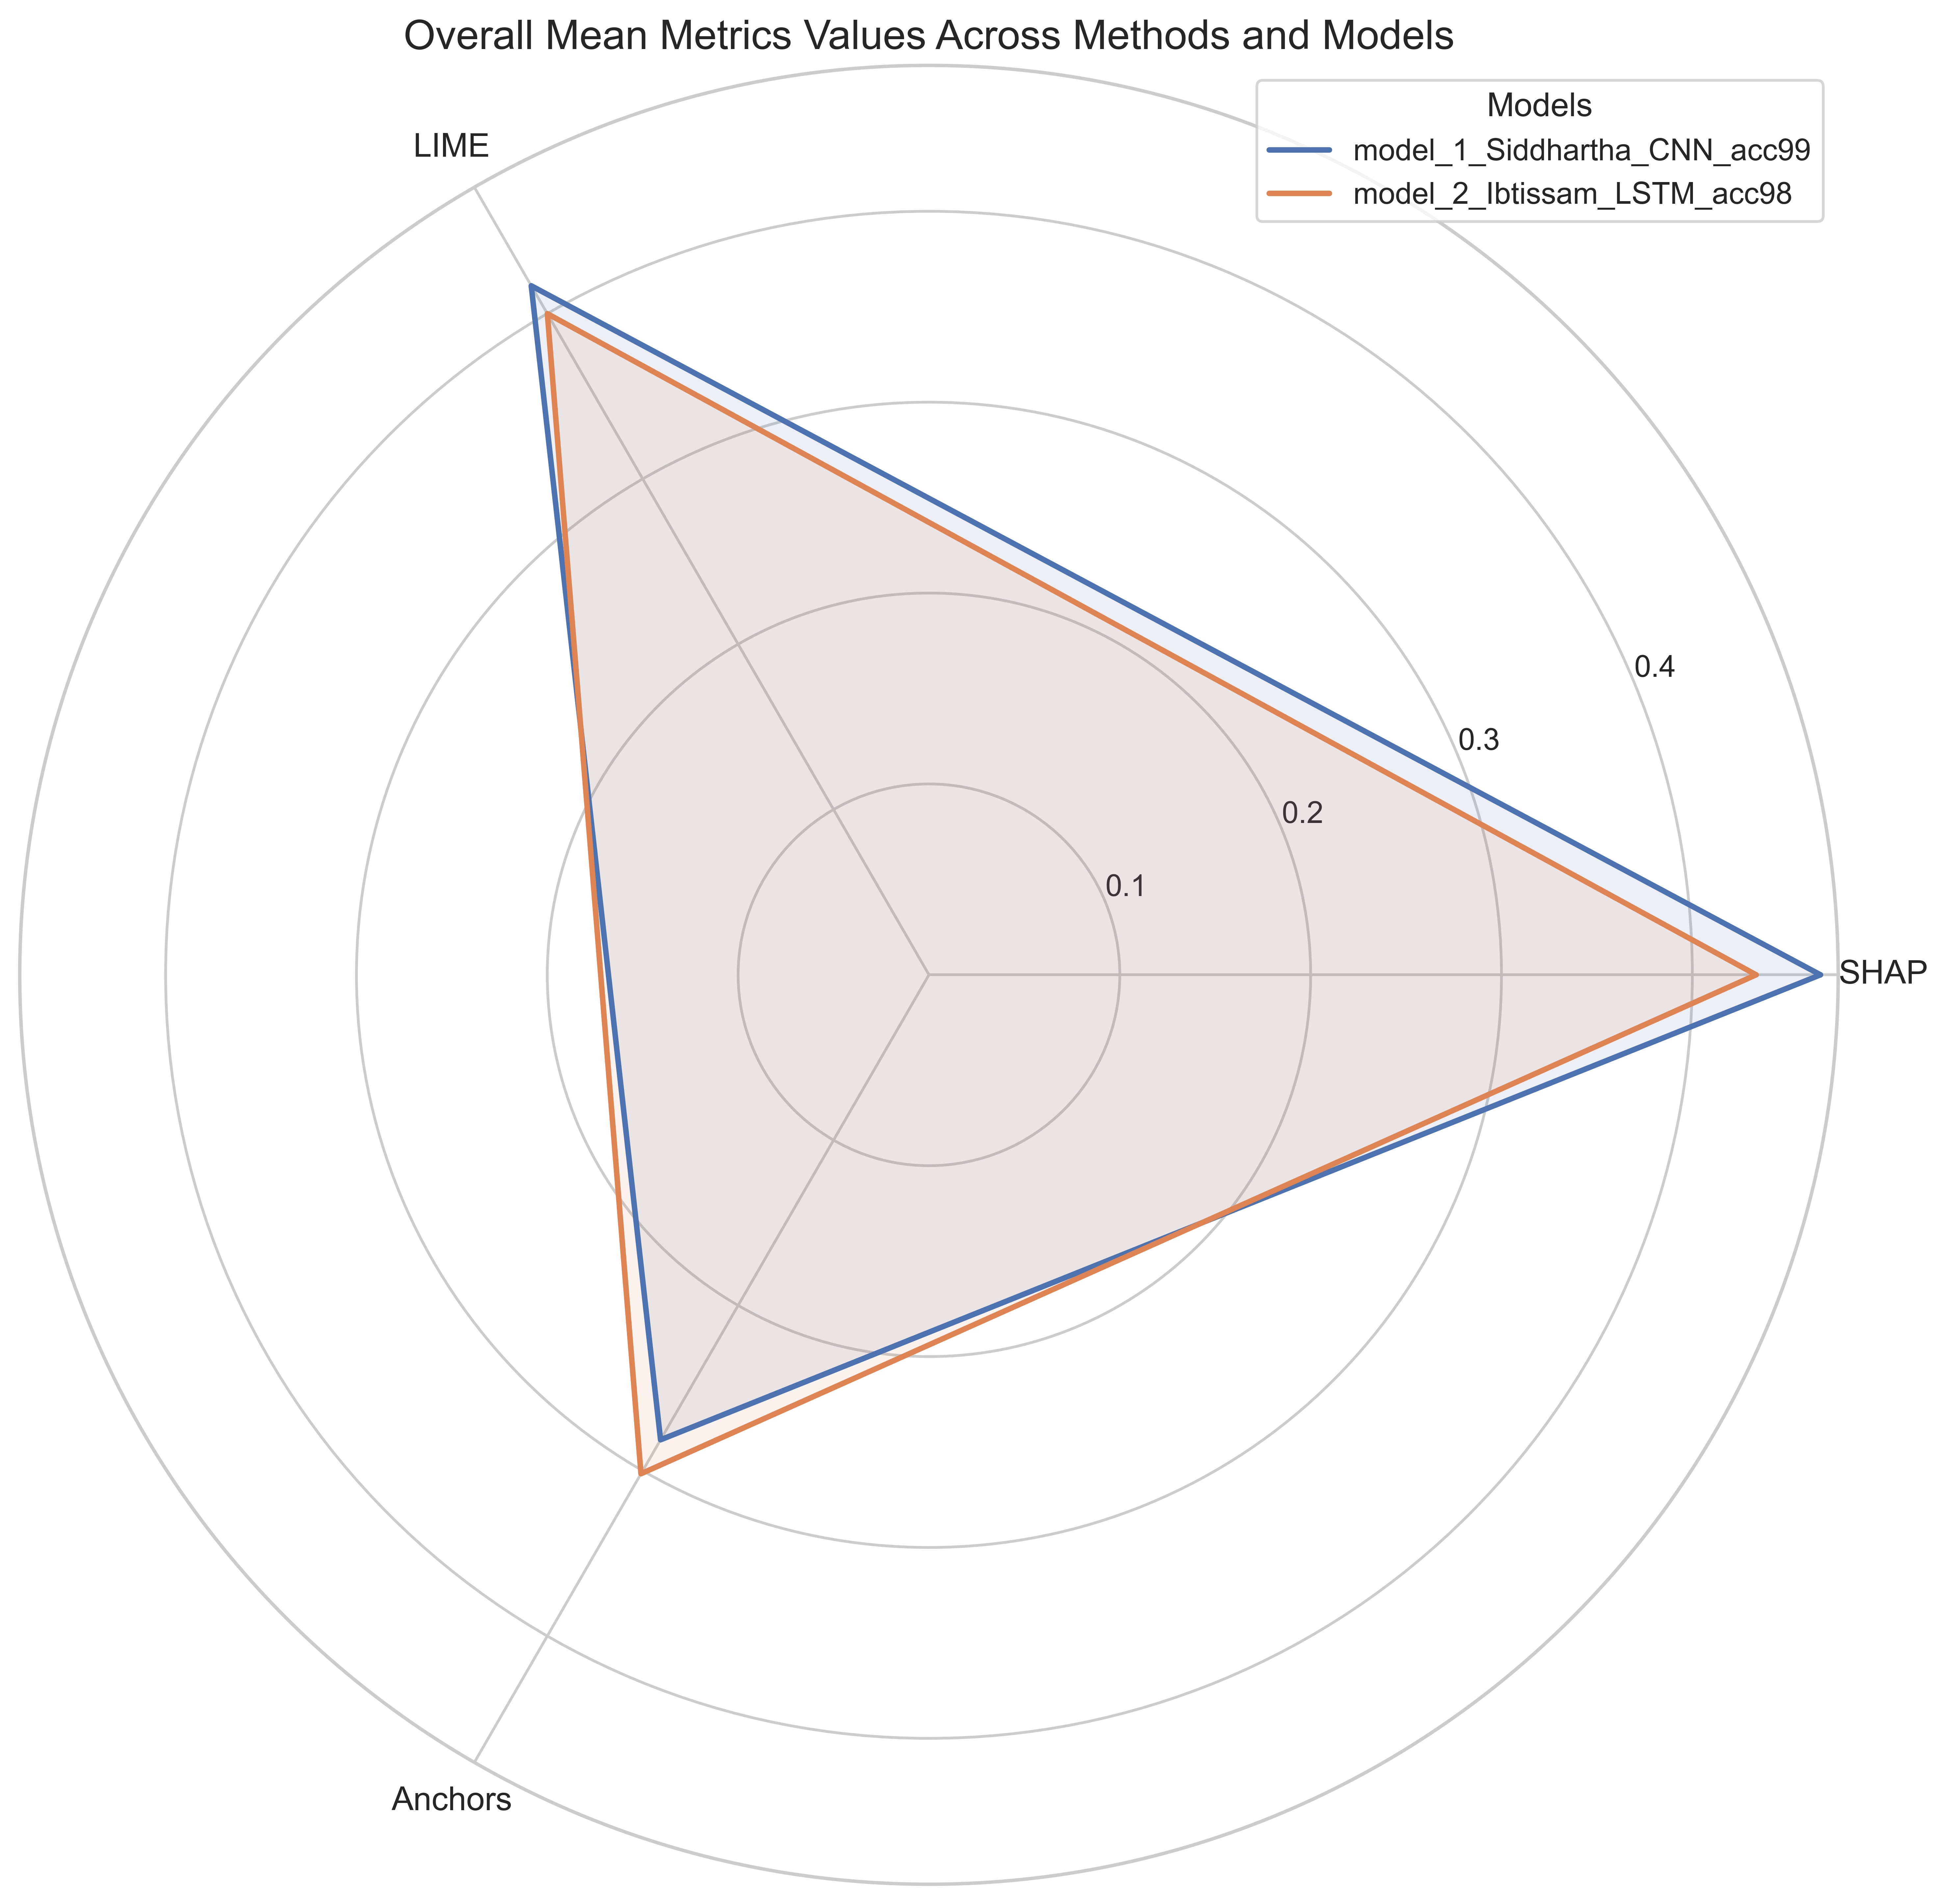 Overall Mean Metrics Values Across Methods and Models
Models
model_1_Siddhartha_CNN_acc99
model_2_Ibtissam_LSTM_acc98
LIME
0.4
0.3
0.2
0.1
SHAP
Anchors